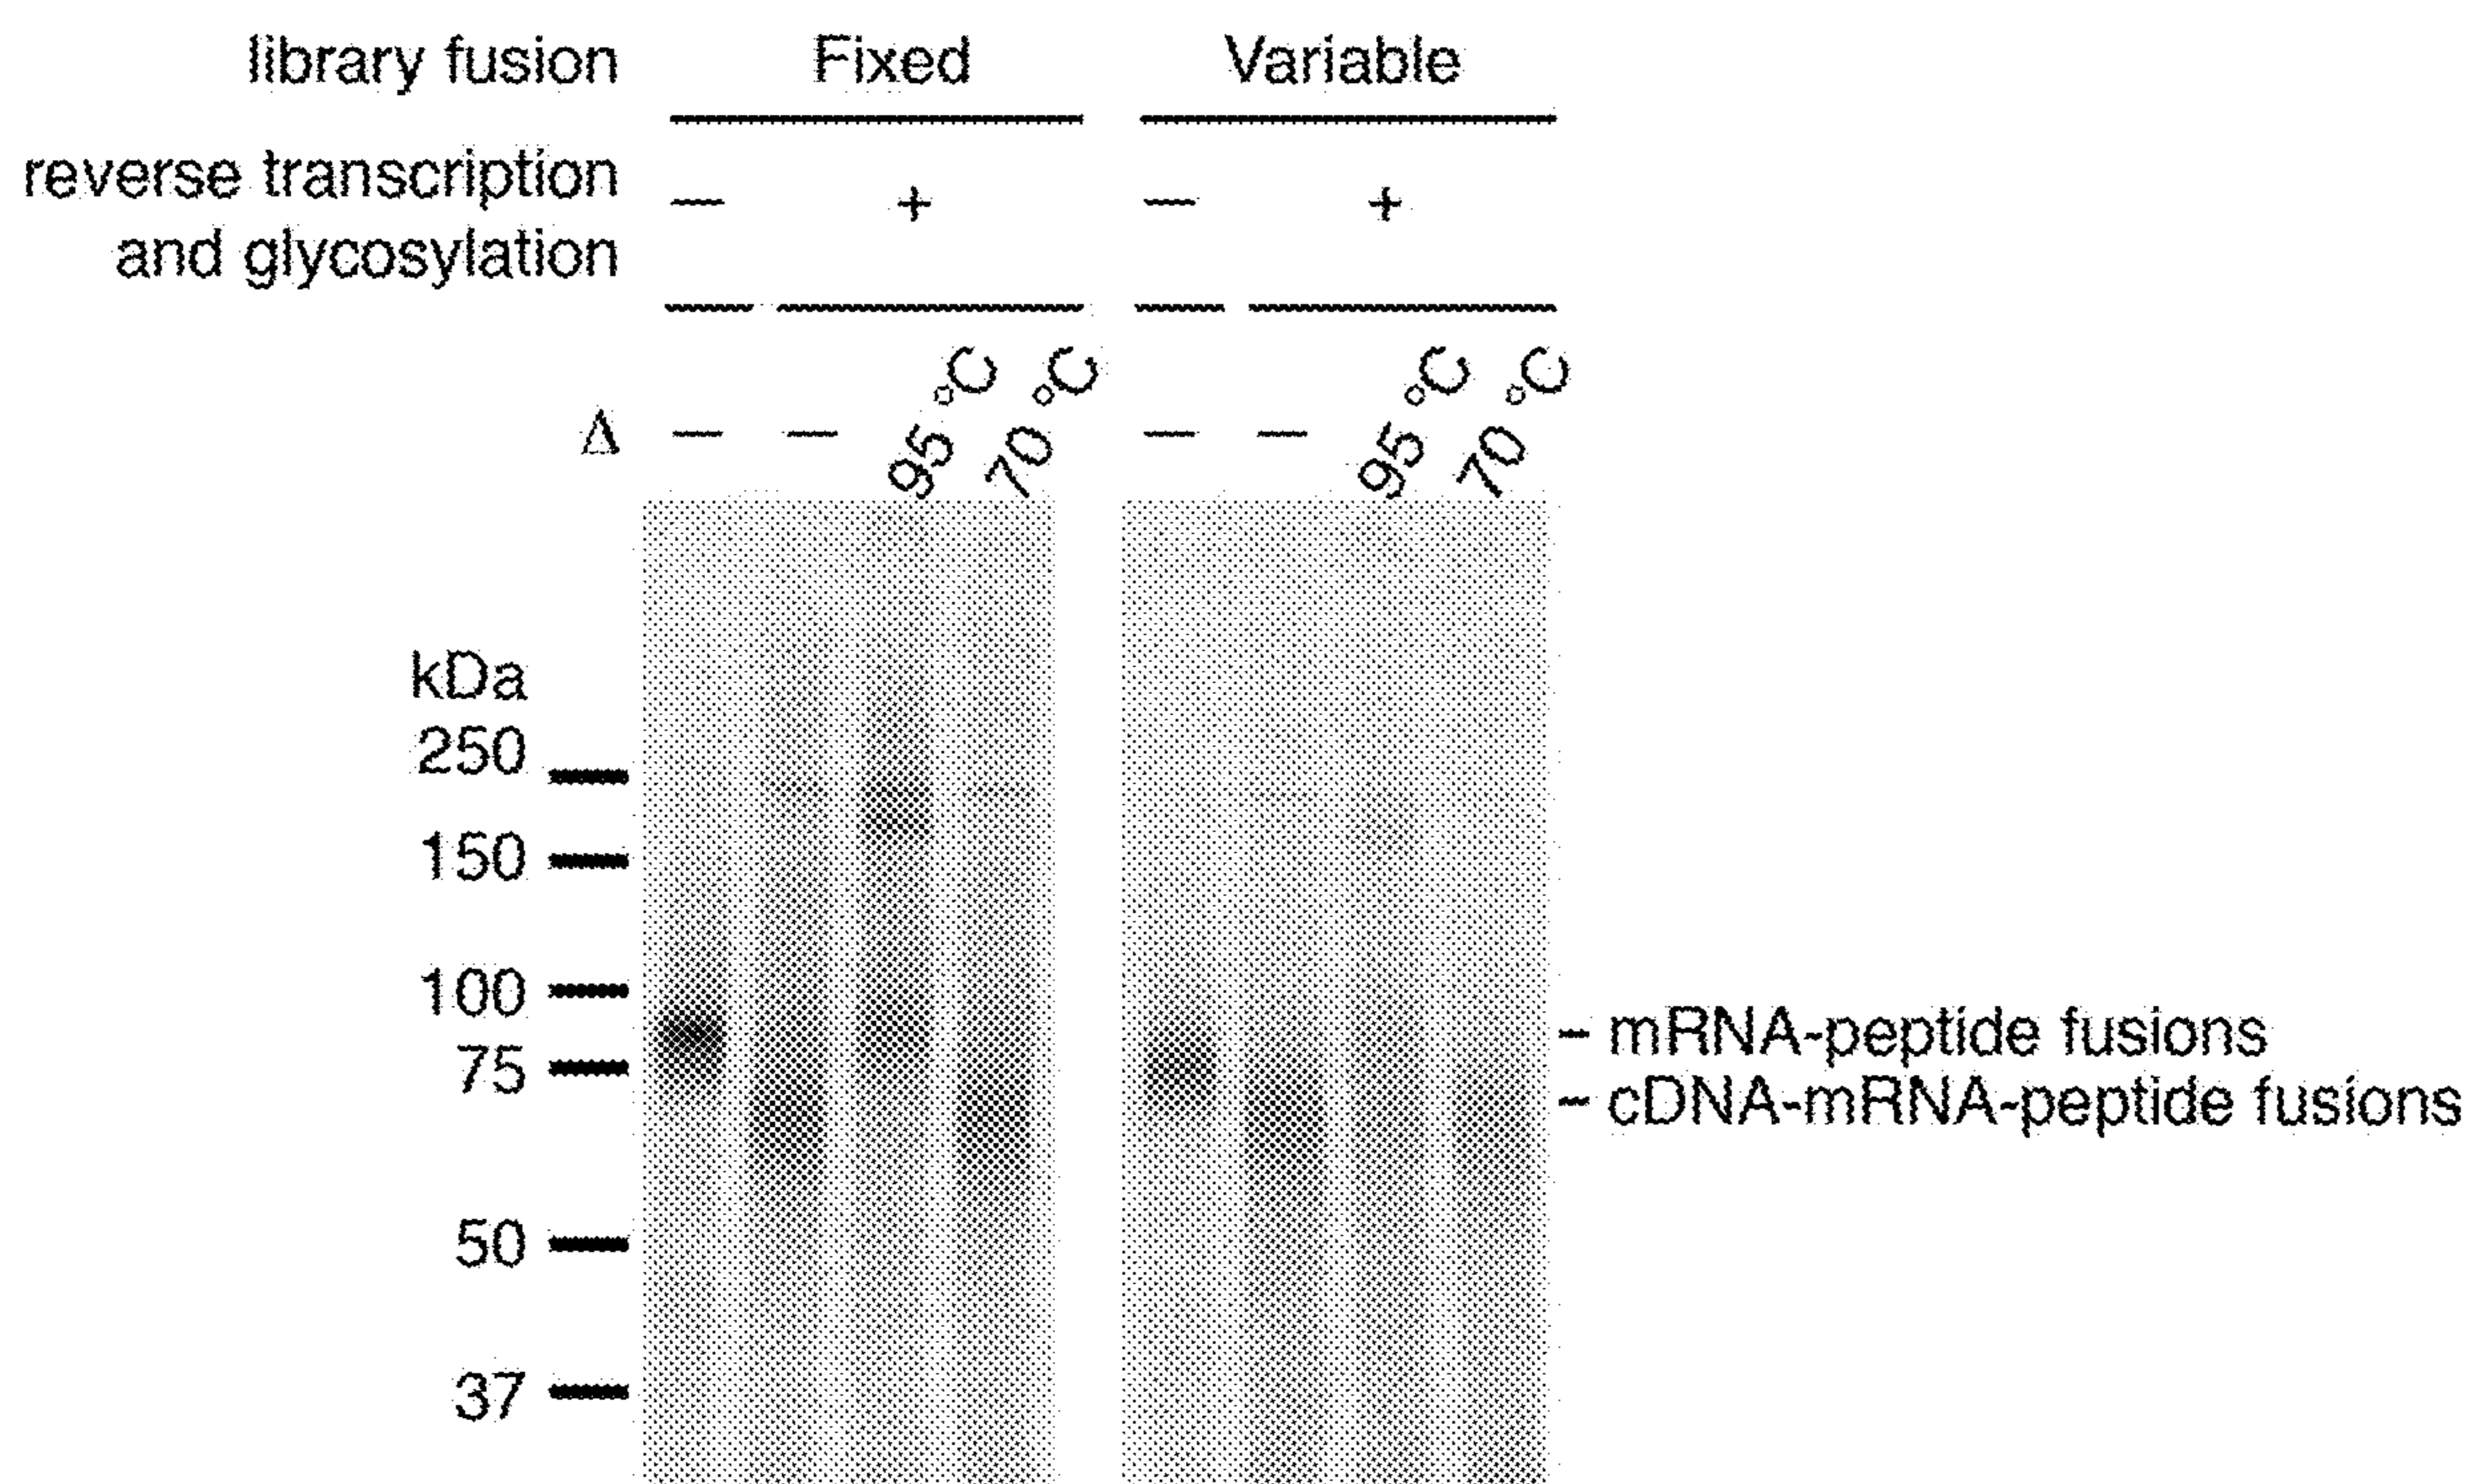 library fusion Fixed Variable
reverse transcription
and glycosylation
— + — +
Δ — — 95 °C 70 °C — — 95 °C 70 °C
kDa
250
150
100
75
50
37
- mRNA-peptide fusions
- cDNA-mRNA-peptide fusions